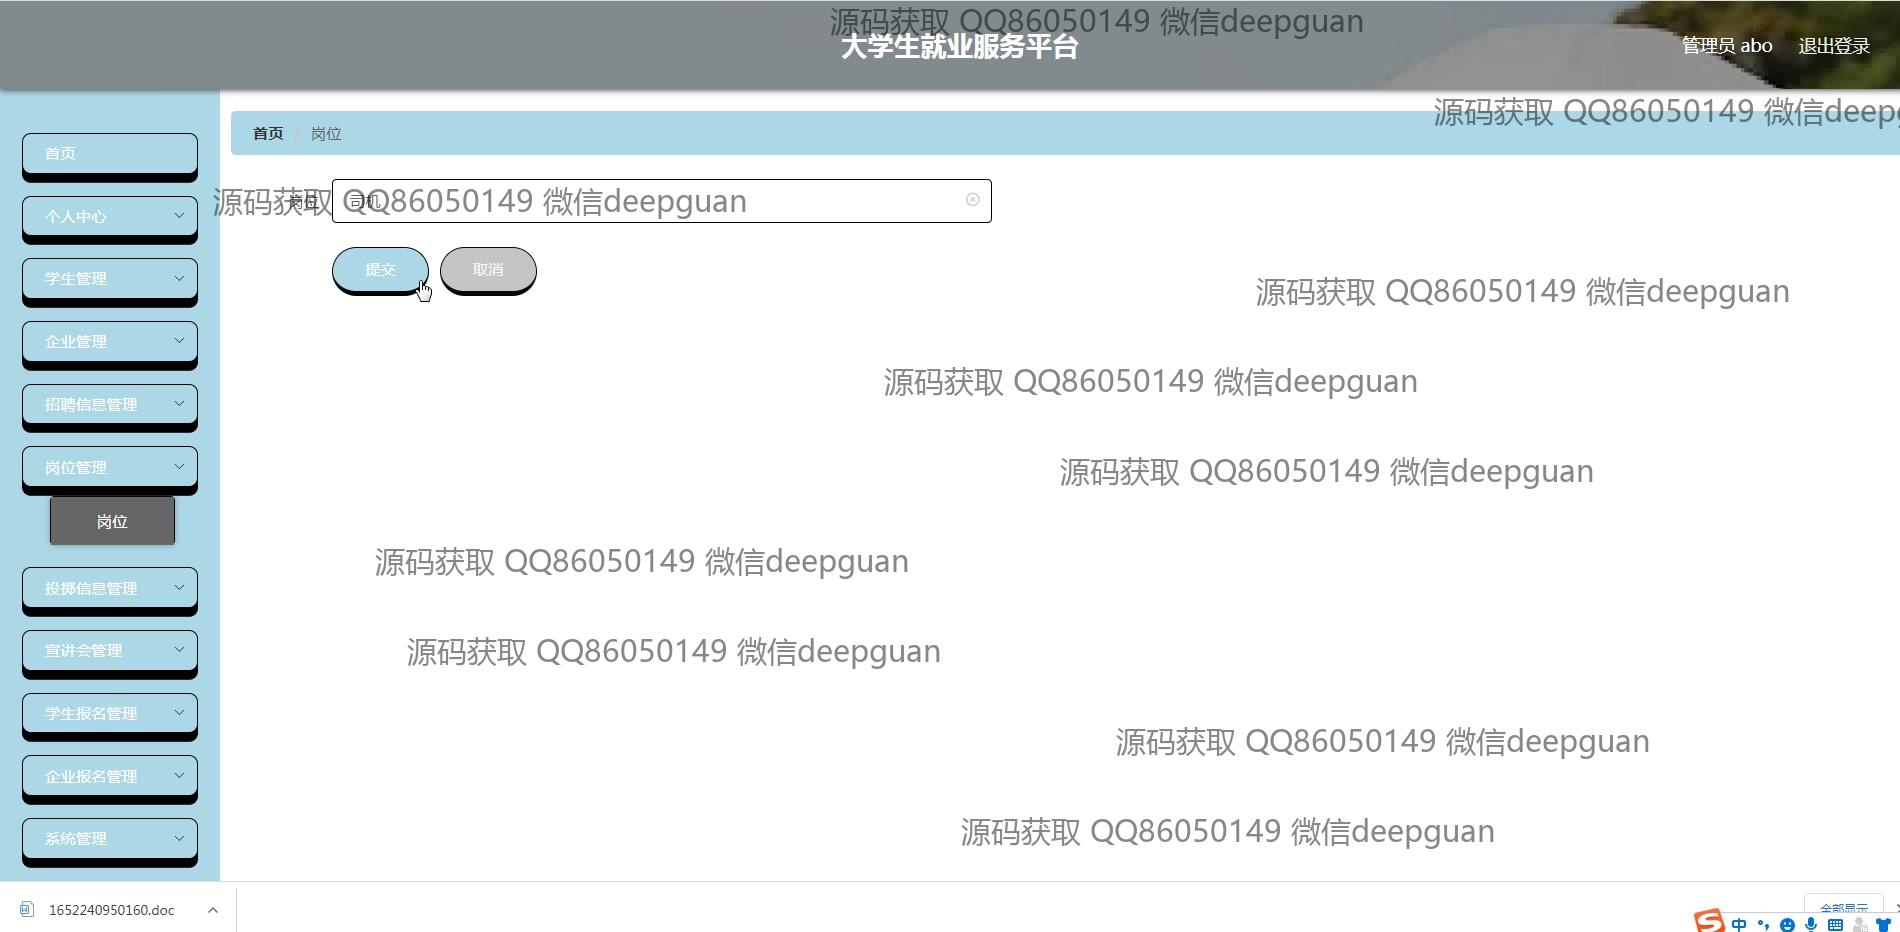 源码获取 QQ86050149 微信deepguan
大学生就业服务平台
管理员 abo 退出登录
源码获取 QQ86050149 微信deepg
首页 / 岗位
首页
个人中心
学生管理
企业管理
招聘信息管理
岗位管理
岗位
投掷信息管理
宣讲会管理
学生报名管理
企业报名管理
系统管理
岗位 司机
源码获取 QQ86050149 微信deepguan
提交 取消
源码获取 QQ86050149 微信deepguan
源码获取 QQ86050149 微信deepguan
源码获取 QQ86050149 微信deepguan
源码获取 QQ86050149 微信deepguan
源码获取 QQ86050149 微信deepguan
源码获取 QQ86050149 微信deepguan
源码获取 QQ86050149 微信deepguan
1652240950160.doc
全部显示
中